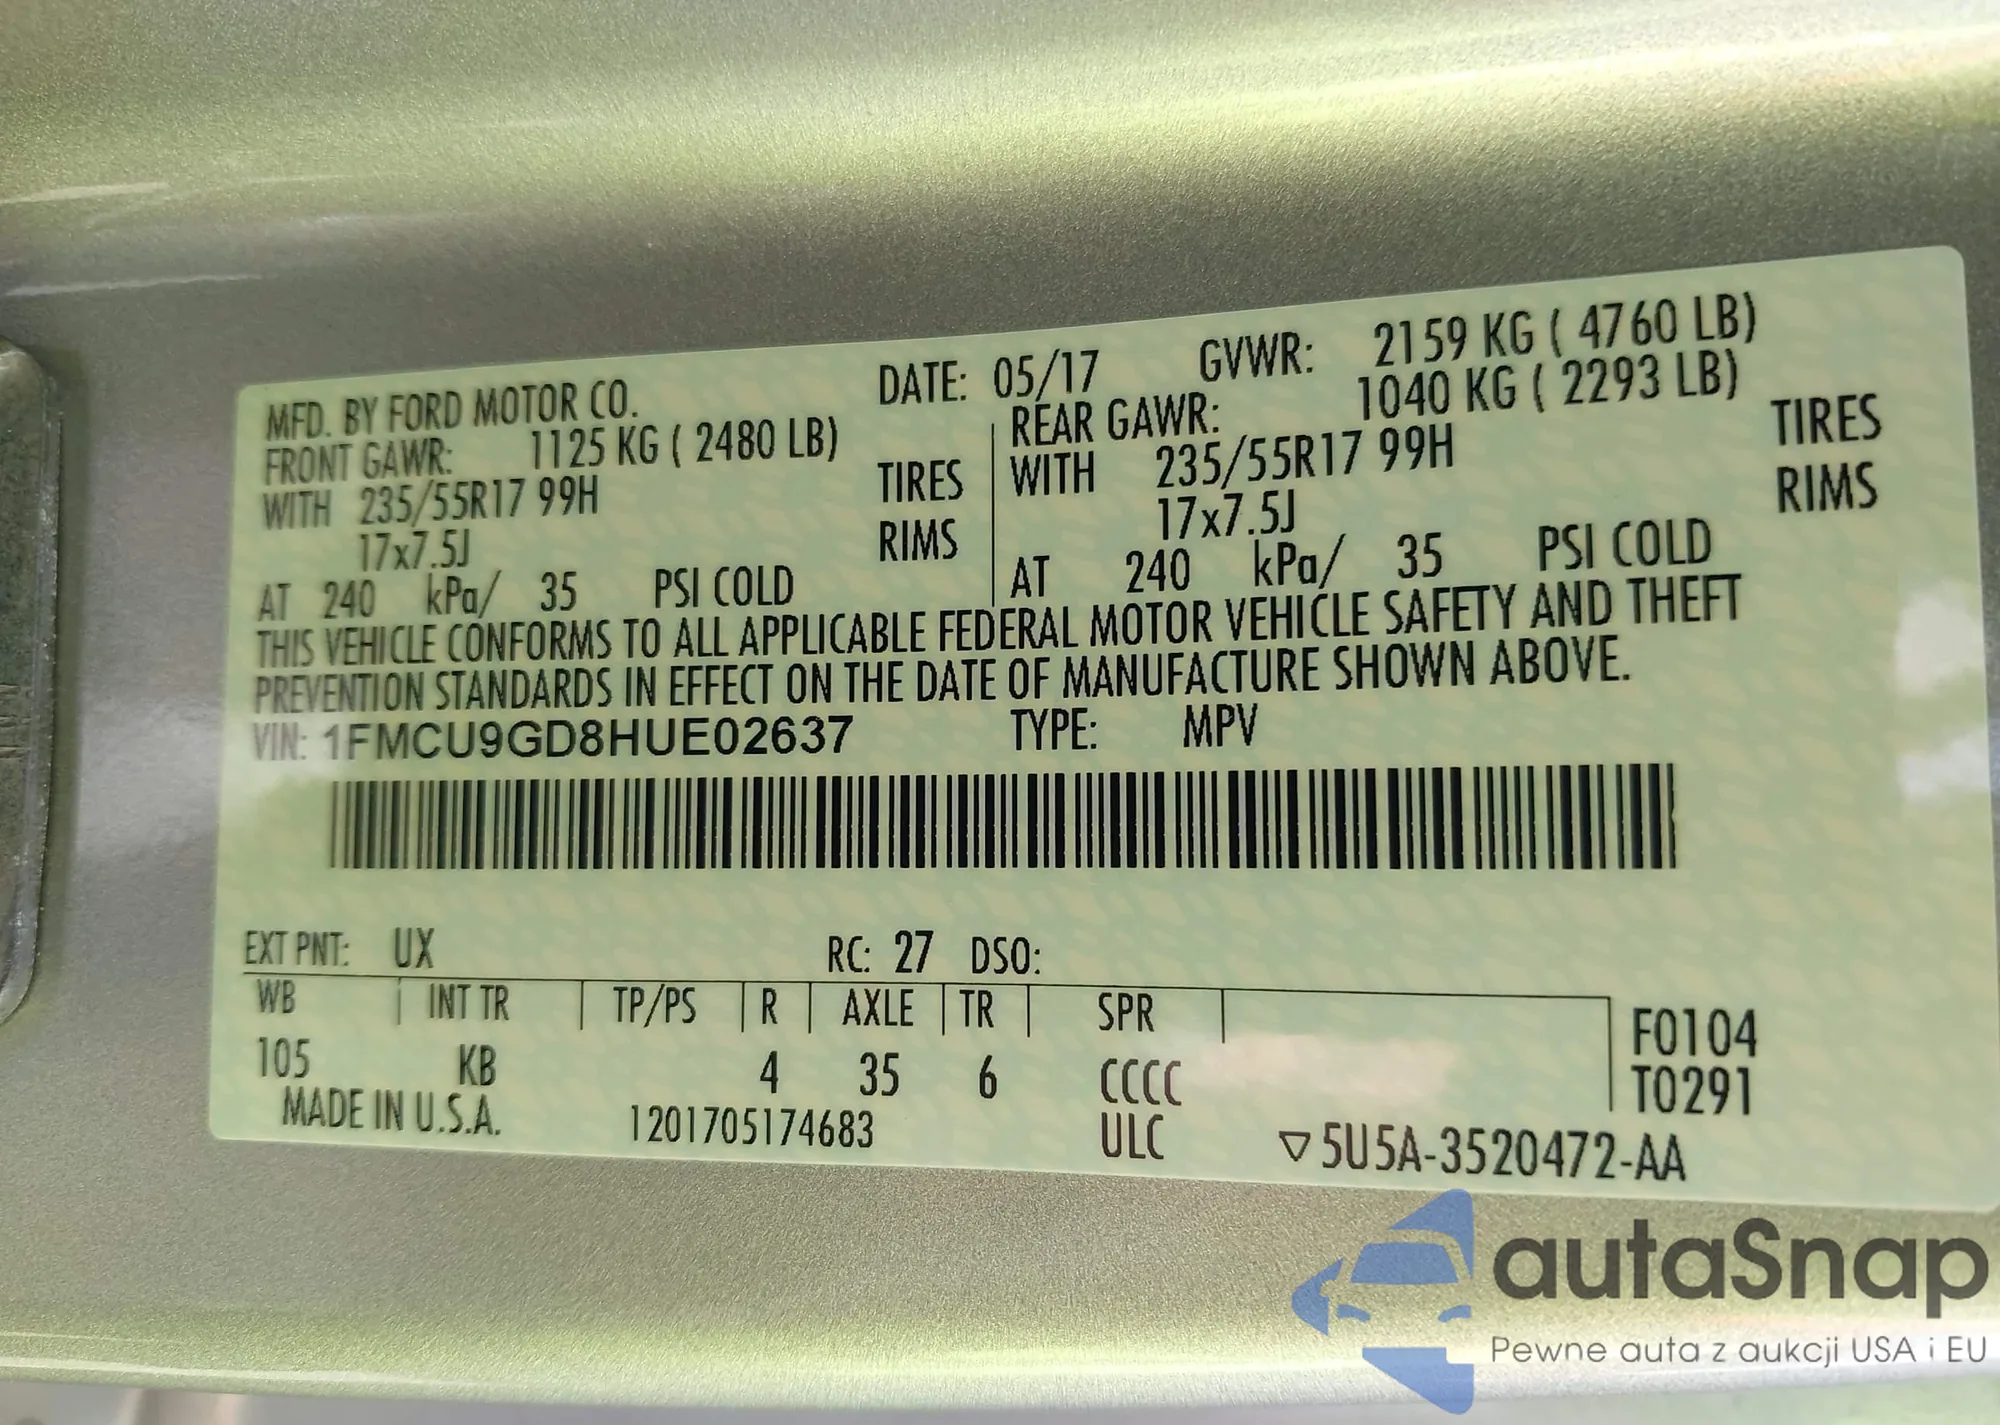 MFD. BY FORD MOTOR CO. DATE: 05/17 GVWR: 2159 KG ( 4760 LB)
FRONT GAWR: 1125 KG ( 2480 LB) REAR GAWR: 1040 KG ( 2293 LB)
WITH 235/55R17 99H TIRES WITH 235/55R17 99H TIRES
17x7.5J RIMS 17x7.5J RIMS
AT 240 kPa/ 35 PSI COLD AT 240 kPa/ 35 PSI COLD
THIS VEHICLE CONFORMS TO ALL APPLICABLE FEDERAL MOTOR VEHICLE SAFETY AND THEFT
PREVENTION STANDARDS IN EFFECT ON THE DATE OF MANUFACTURE SHOWN ABOVE.
VIN: 1FMCU9GD8HUE02637 TYPE: MPV
EXT PNT: UX RC: 27 DSO:
WB INT TR TP/PS R AXLE TR SPR F0104
105 KB 4 35 6 CCCC T0291
MADE IN U.S.A. 1201705174683 ULC ▽5U5A-3520472-AA
autaSnap
Pewne auta z aukcji USA i EU